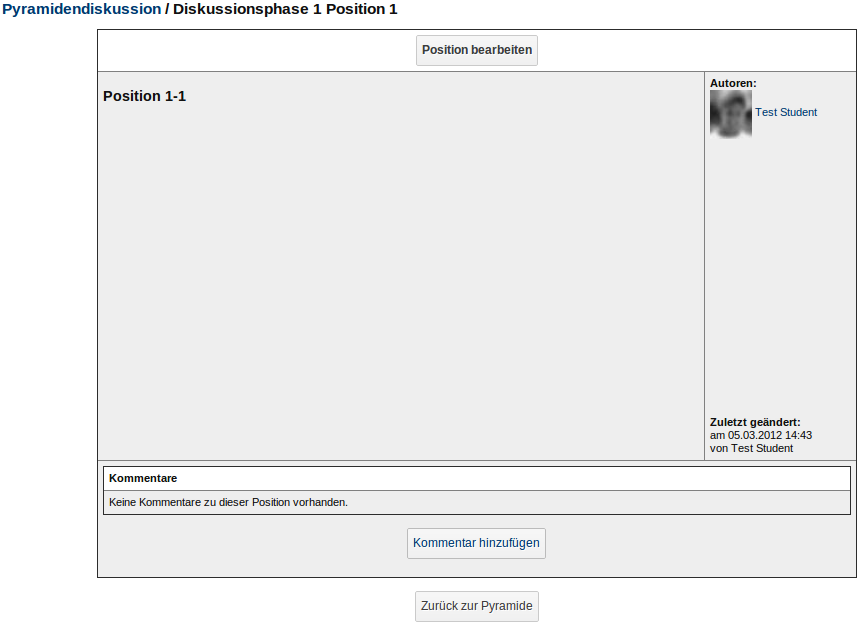 Pyramidendiskussion / Diskussionsphase 1 Position 1
Position bearbeiten
Position 1-1
Autoren:
Test Student
Zuletzt geändert:
am 05.03.2012 14:43
von Test Student
Kommentare
Keine Kommentare zu dieser Position vorhanden.
Kommentar hinzufügen
Zurück zur Pyramide